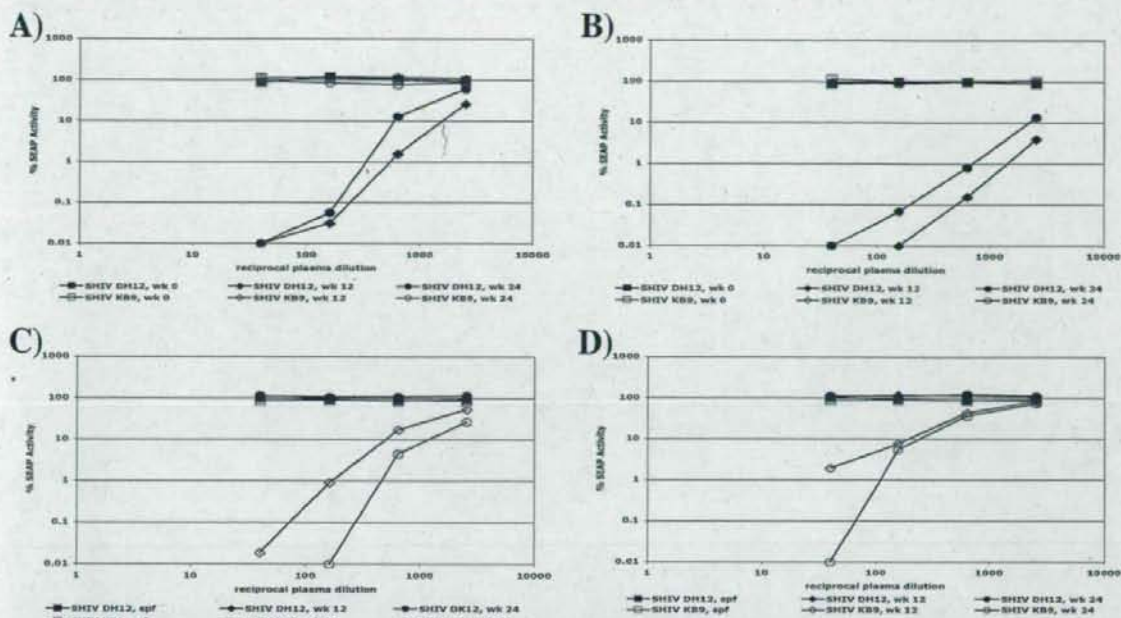 A)
1000
100
10
1
0.1
0.01
% SEAP Activity
1 10 100 1000 10000
reciprocal plasma dilution
SHIV DH12, wk 0 SHIV DH12, wk 12 SHIV DH12, wk 24
SHIV KB9, wk 0 SHIV KB9, wk 12 SHIV KB9, wk 24
B)
1000
100
10
1
0.1
0.01
% SEAP Activity
1 10 100 1000 10000
reciprocal plasma dilution
SHIV DH12, wk 0 SHIV DH12, wk 12 SHIV DH12, wk 24
SHIV KB9, wk 0 SHIV KB9, wk 12 SHIV KB9, wk 24
C)
1000
100
10
1
0.1
0.01
% SEAP Activity
1 10 100 1000 10000
reciprocal plasma dilution
SHIV DH12, spf SHIV DH12, wk 12 SHIV DK12, wk 24
D)
1000
100
10
1
0.1
0.01
% SEAP Activity
1 10 100 1000 10000
reciprocal plasma dilution
SHIV DH12, spf SHIV DH12, wk 12 SHIV DH12, wk 24
SHIV KB9, spf SHIV KB9, wk 12 SHIV KB9, wk 24